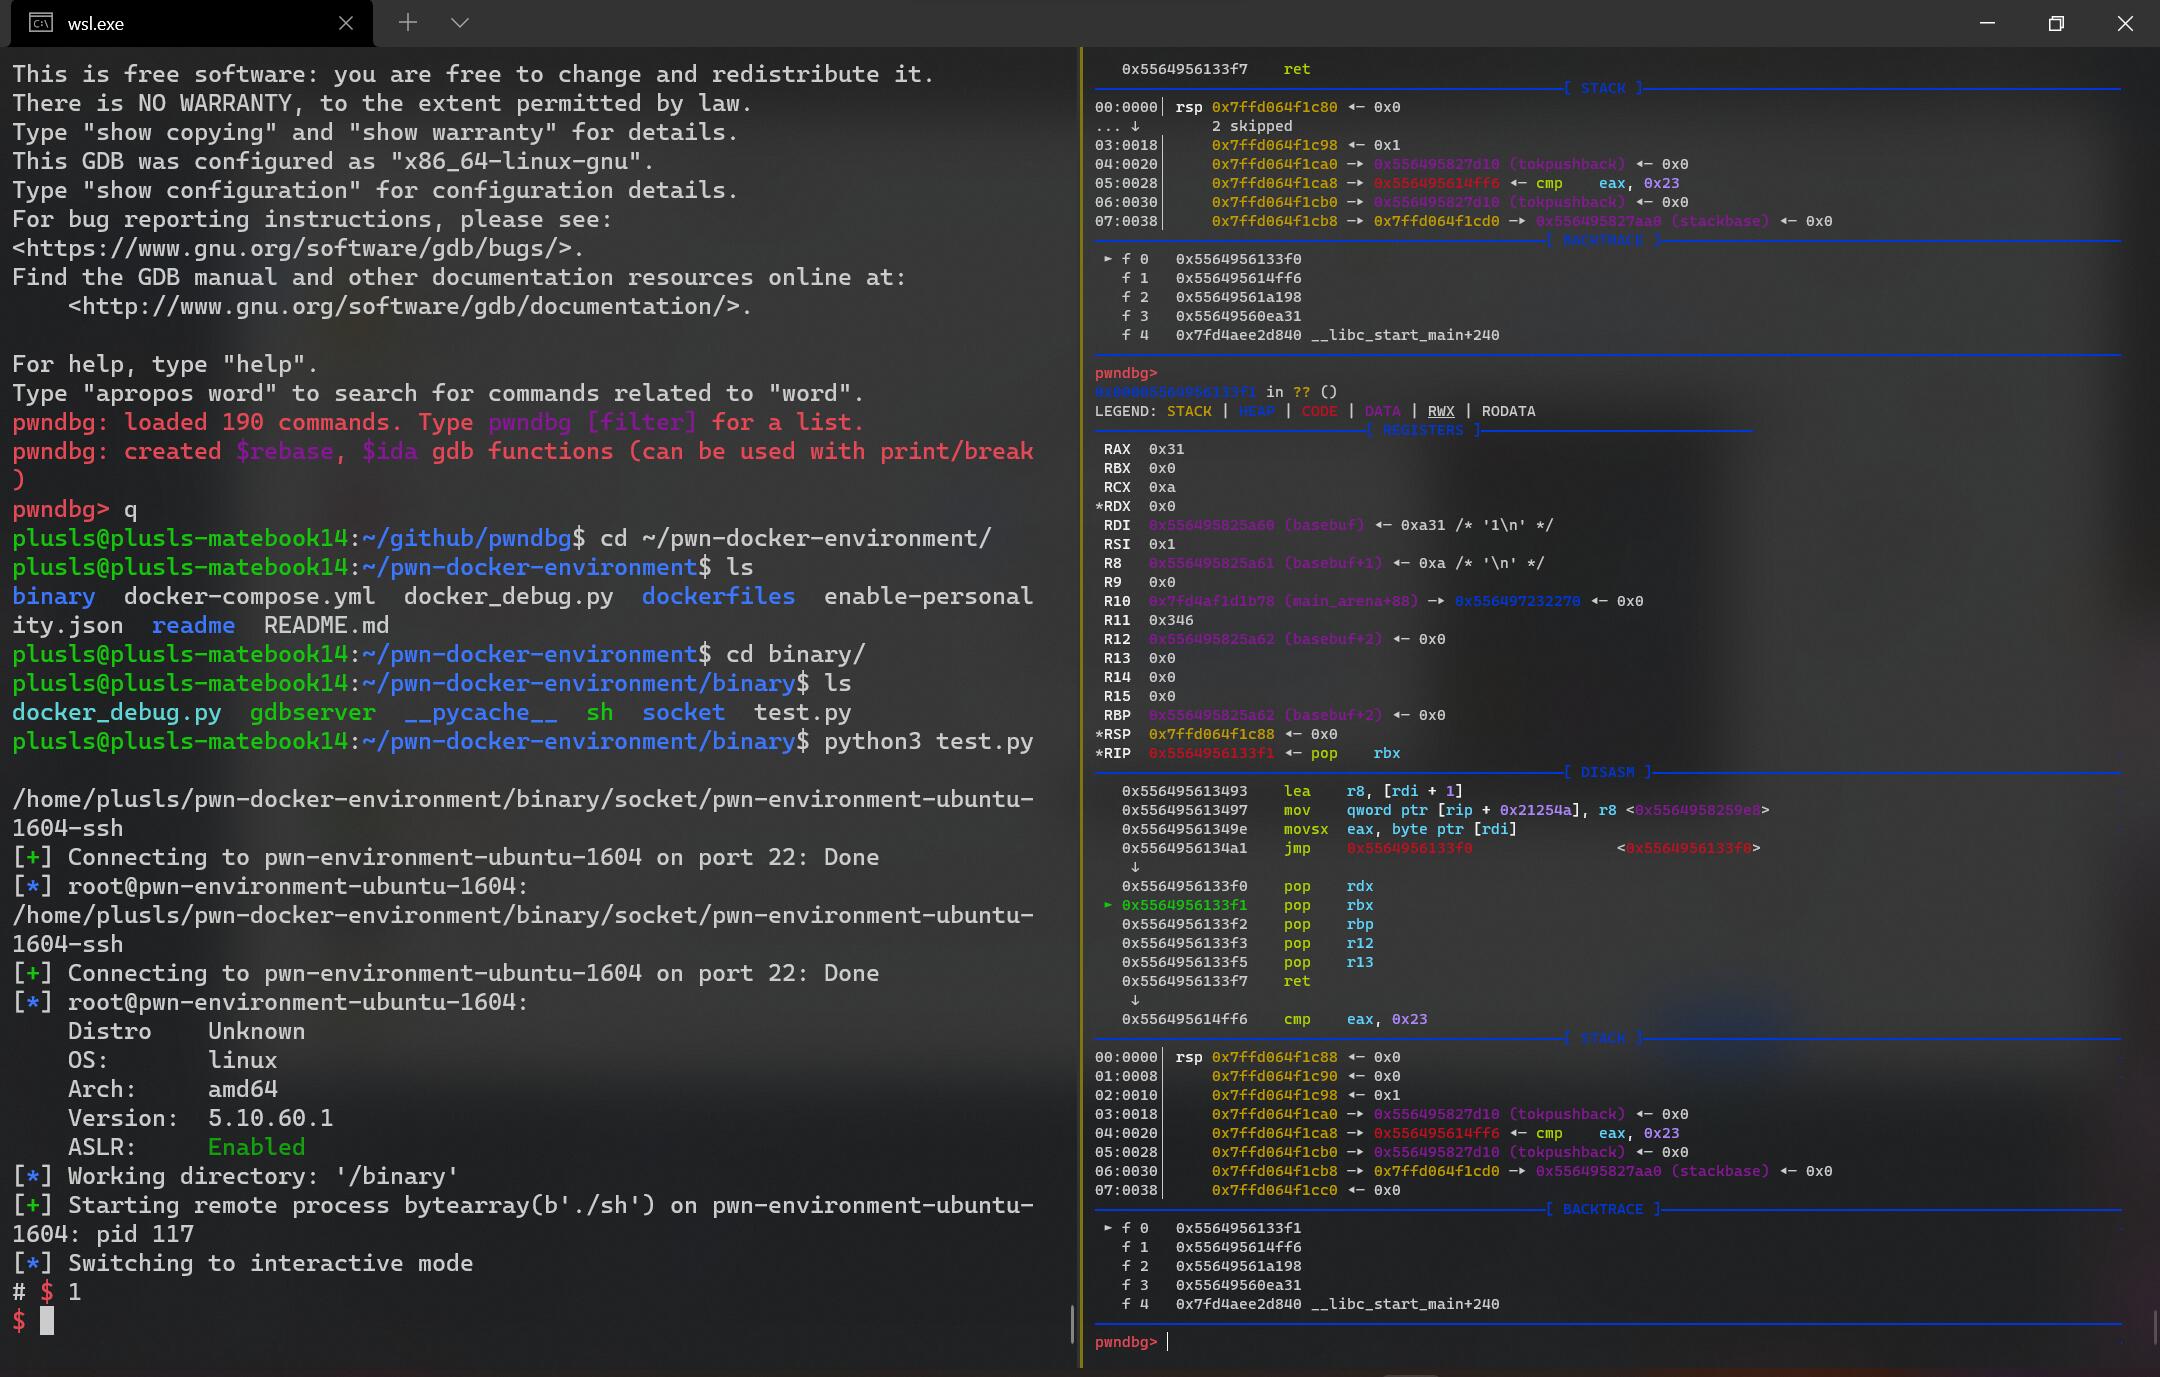 wsl.exe
This is free software: you are free to change and redistribute it.
There is NO WARRANTY, to the extent permitted by law.
Type "show copying" and "show warranty" for details.
This GDB was configured as "x86_64-linux-gnu".
Type "show configuration" for configuration details.
For bug reporting instructions, please see:
<https://www.gnu.org/software/gdb/bugs/>.
Find the GDB manual and other documentation resources online at:
    <http://www.gnu.org/software/gdb/documentation/>.
For help, type "help".
Type "apropos word" to search for commands related to "word".
pwndbg: loaded 190 commands. Type pwndbg [filter] for a list.
pwndbg: created $rebase, $ida gdb functions (can be used with print/break
)
pwndbg> q
plusls@plusls-matebook14:~/github/pwndbg$ cd ~/pwn-docker-environment/
plusls@plusls-matebook14:~/pwn-docker-environment$ ls
binary  docker-compose.yml  docker_debug.py  dockerfiles  enable-personal
ity.json  readme  README.md
plusls@plusls-matebook14:~/pwn-docker-environment$ cd binary/
plusls@plusls-matebook14:~/pwn-docker-environment/binary$ ls
docker_debug.py  gdbserver  __pycache__  sh  socket  test.py
plusls@plusls-matebook14:~/pwn-docker-environment/binary$ python3 test.py
/home/plusls/pwn-docker-environment/binary/socket/pwn-environment-ubuntu-
1604-ssh
[+] Connecting to pwn-environment-ubuntu-1604 on port 22: Done
[*] root@pwn-environment-ubuntu-1604:
/home/plusls/pwn-docker-environment/binary/socket/pwn-environment-ubuntu-
1604-ssh
[+] Connecting to pwn-environment-ubuntu-1604 on port 22: Done
[*] root@pwn-environment-ubuntu-1604:
    Distro    Unknown
    OS:       linux
    Arch:     amd64
    Version:  5.10.60.1
    ASLR:     Enabled
[*] Working directory: '/binary'
[+] Starting remote process bytearray(b'./sh') on pwn-environment-ubuntu-
1604: pid 117
[*] Switching to interactive mode
# $ 1
$
   0x5564956133f7    ret
[ STACK ]
00:0000│ rsp 0x7ffd064f1c80 ◂— 0x0
... ↓        2 skipped
03:0018│     0x7ffd064f1c98 ◂— 0x1
04:0020│     0x7ffd064f1ca0 —▸ 0x556495827d10 (tokpushback) ◂— 0x0
05:0028│     0x7ffd064f1ca8 —▸ 0x556495614ff6 ◂— cmp    eax, 0x23
06:0030│     0x7ffd064f1cb0 —▸ 0x556495827d10 (tokpushback) ◂— 0x0
07:0038│     0x7ffd064f1cb8 —▸ 0x7ffd064f1cd0 —▸ 0x556495827aa0 (stackbase) ◂— 0x0
[ BACKTRACE ]
 ► f 0   0x5564956133f0
   f 1   0x556495614ff6
   f 2   0x55649561a198
   f 3   0x55649560ea31
   f 4   0x7fd4aee2d840 __libc_start_main+240
pwndbg>
0x00005564956133f1 in ?? ()
LEGEND: STACK | HEAP | CODE | DATA | RWX | RODATA
[ REGISTERS ]
 RAX  0x31
 RBX  0x0
 RCX  0xa
*RDX  0x0
 RDI  0x556495825a60 (basebuf) ◂— 0xa31 /* '1\n' */
 RSI  0x1
 R8   0x556495825a61 (basebuf+1) ◂— 0xa /* '\n' */
 R9   0x0
 R10  0x7fd4af1d1b78 (main_arena+88) —▸ 0x556497232270 ◂— 0x0
 R11  0x346
 R12  0x556495825a62 (basebuf+2) ◂— 0x0
 R13  0x0
 R14  0x0
 R15  0x0
 RBP  0x556495825a62 (basebuf+2) ◂— 0x0
*RSP  0x7ffd064f1c88 ◂— 0x0
*RIP  0x5564956133f1 ◂— pop    rbx
[ DISASM ]
   0x556495613493    lea    r8, [rdi + 1]
   0x556495613497    mov    qword ptr [rip + 0x21254a], r8 <0x5564958259e8>
   0x55649561349e    movsx  eax, byte ptr [rdi]
   0x5564956134a1    jmp    0x5564956133f0                <0x5564956133f0>
    ↓
   0x5564956133f0    pop    rdx
 ► 0x5564956133f1    pop    rbx
   0x5564956133f2    pop    rbp
   0x5564956133f3    pop    r12
   0x5564956133f5    pop    r13
   0x5564956133f7    ret
    ↓
   0x556495614ff6    cmp    eax, 0x23
[ STACK ]
00:0000│ rsp 0x7ffd064f1c88 ◂— 0x0
01:0008│     0x7ffd064f1c90 ◂— 0x0
02:0010│     0x7ffd064f1c98 ◂— 0x1
03:0018│     0x7ffd064f1ca0 —▸ 0x556495827d10 (tokpushback) ◂— 0x0
04:0020│     0x7ffd064f1ca8 —▸ 0x556495614ff6 ◂— cmp    eax, 0x23
05:0028│     0x7ffd064f1cb0 —▸ 0x556495827d10 (tokpushback) ◂— 0x0
06:0030│     0x7ffd064f1cb8 —▸ 0x7ffd064f1cd0 —▸ 0x556495827aa0 (stackbase) ◂— 0x0
07:0038│     0x7ffd064f1cc0 ◂— 0x0
[ BACKTRACE ]
 ► f 0   0x5564956133f1
   f 1   0x556495614ff6
   f 2   0x55649561a198
   f 3   0x55649560ea31
   f 4   0x7fd4aee2d840 __libc_start_main+240
pwndbg>